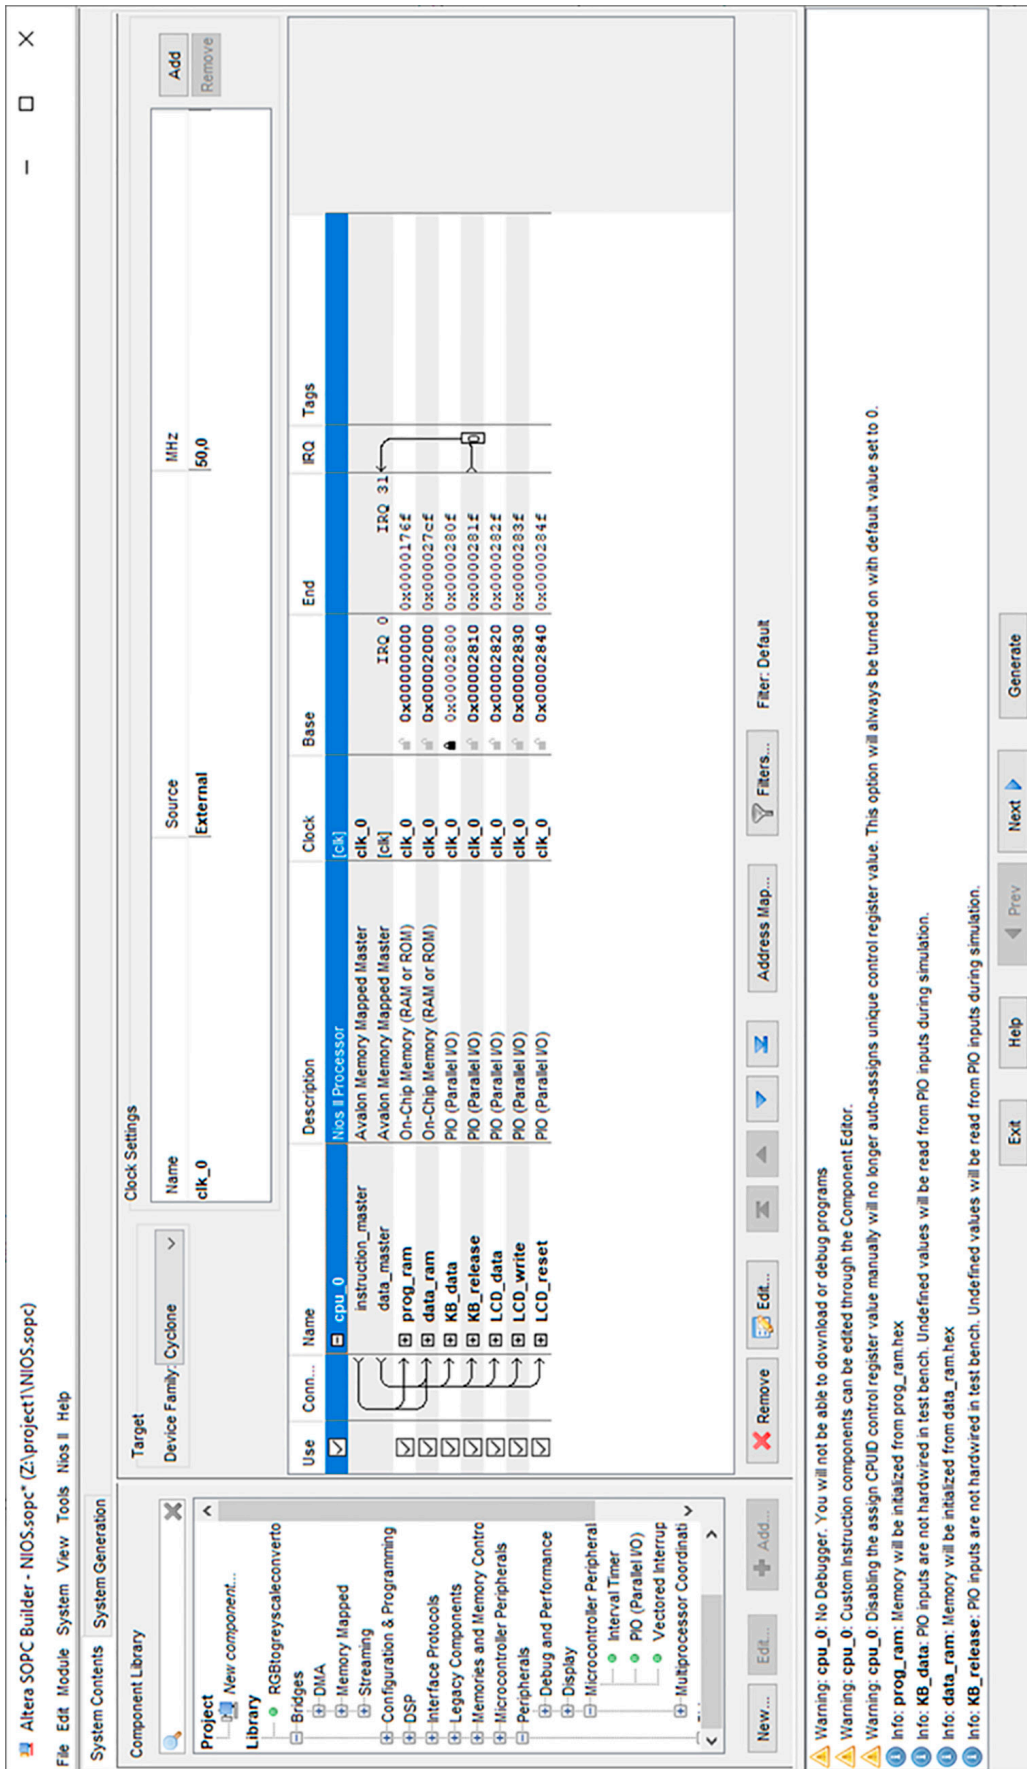 Altera SOPC Builder - NIOS.sopc* (Z:\project1\NIOS.sopc)
File Edit Module System View Tools Nios II Help
System Contents System Generation
Component Library
Project
New component...
Library
RGBtogreyscaleconverto
Bridges
DMA
Memory Mapped
Streaming
Configuration & Programming
DSP
Interface Protocols
Legacy Components
Memories and Memory Contro
Microcontroller Peripherals
Peripherals
Debug and Performance
Display
Microcontroller Peripheral
Interval Timer
PIO (Parallel I/O)
Vectored Interrup
Multiprocessor Coordinati
New... Edit... Add...
Target
Device Family: Cyclone
Clock Settings
Name Source MHz
clk_0 External 50,0
Add
Remove
Use Conn... Name Description Clock Base End IRQ Tags
cpu_0 Nios II Processor [clk]
instruction_master Avalon Memory Mapped Master clk_0
data_master Avalon Memory Mapped Master [clk] IRQ 0 IRQ 31
prog_ram On-Chip Memory (RAM or ROM) clk_0 0x00000000 0x0000176f
data_ram On-Chip Memory (RAM or ROM) clk_0 0x00002000 0x000027cf
KB_data PIO (Parallel I/O) clk_0 0x00002800 0x0000280f
KB_release PIO (Parallel I/O) clk_0 0x00002810 0x0000281f 0
LCD_data PIO (Parallel I/O) clk_0 0x00002820 0x0000282f
LCD_write PIO (Parallel I/O) clk_0 0x00002830 0x0000283f
LCD_reset PIO (Parallel I/O) clk_0 0x00002840 0x0000284f
Remove Edit... Address Map... Filters... Filter: Default
Warning: cpu_0: No Debugger. You will not be able to download or debug programs
Warning: cpu_0: Custom Instruction components can be edited through the Component Editor.
Warning: cpu_0: Disabling the assign CPUID control register value manually will no longer auto-assigns unique control register value. This option will always be turned on with default value set to 0.
Info: prog_ram: Memory will be initialized from prog_ram.hex
Info: KB_data: PIO inputs are not hardwired in test bench. Undefined values will be read from PIO inputs during simulation.
Info: data_ram: Memory will be initialized from data_ram.hex
Info: KB_release: PIO inputs are not hardwired in test bench. Undefined values will be read from PIO inputs during simulation.
Exit Help Prev Next Generate